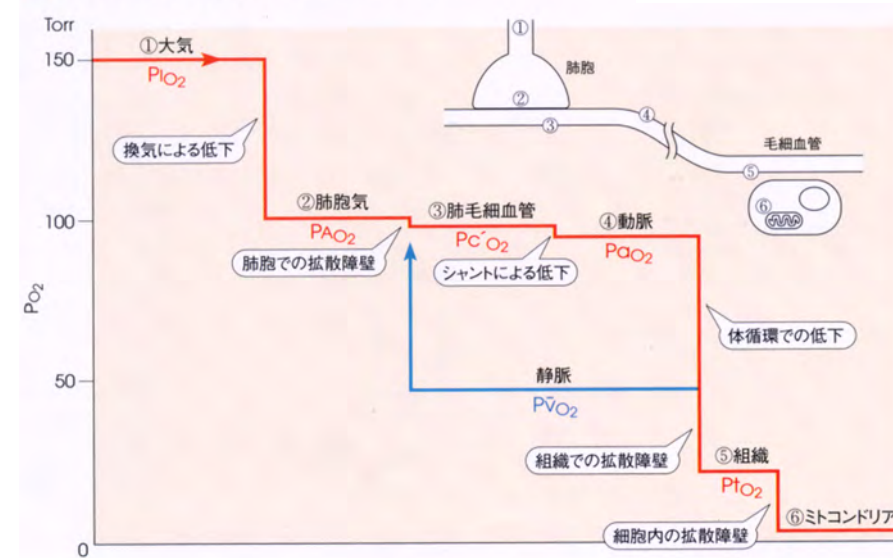 Torr
150
100
50
0
PO2
①大気
PIO2
換気による低下
②肺胞気
PAO2
肺胞での拡散障壁
③肺毛細血管
Pc´O2
シャントによる低下
④動脈
PaO2
体循環での低下
静脈
Pv̄O2
組織での拡散障壁
⑤組織
PtO2
細胞内の拡散障壁
⑥ミトコンドリア
①
肺胞
②
③
④
毛細血管
⑤
⑥